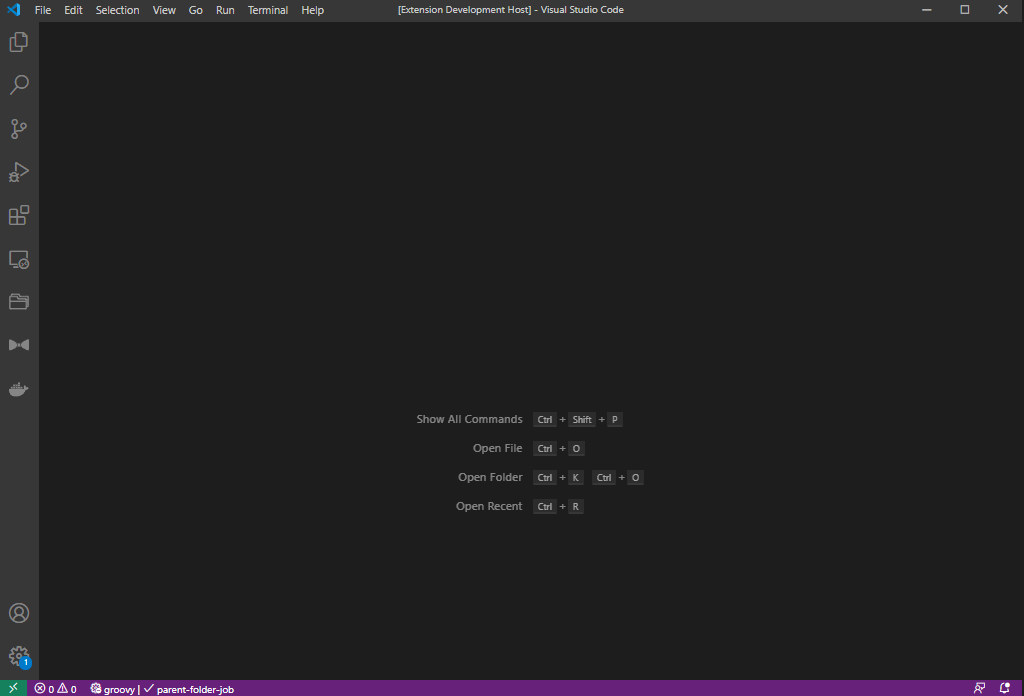 File Edit Selection View Go Run Terminal Help [Extension Development Host] - Visual Studio Code
Show All Commands Ctrl + Shift + P
Open File Ctrl + O
Open Folder Ctrl + K Ctrl + O
Open Recent Ctrl + R
1
0 0 groovy | parent-folder-job